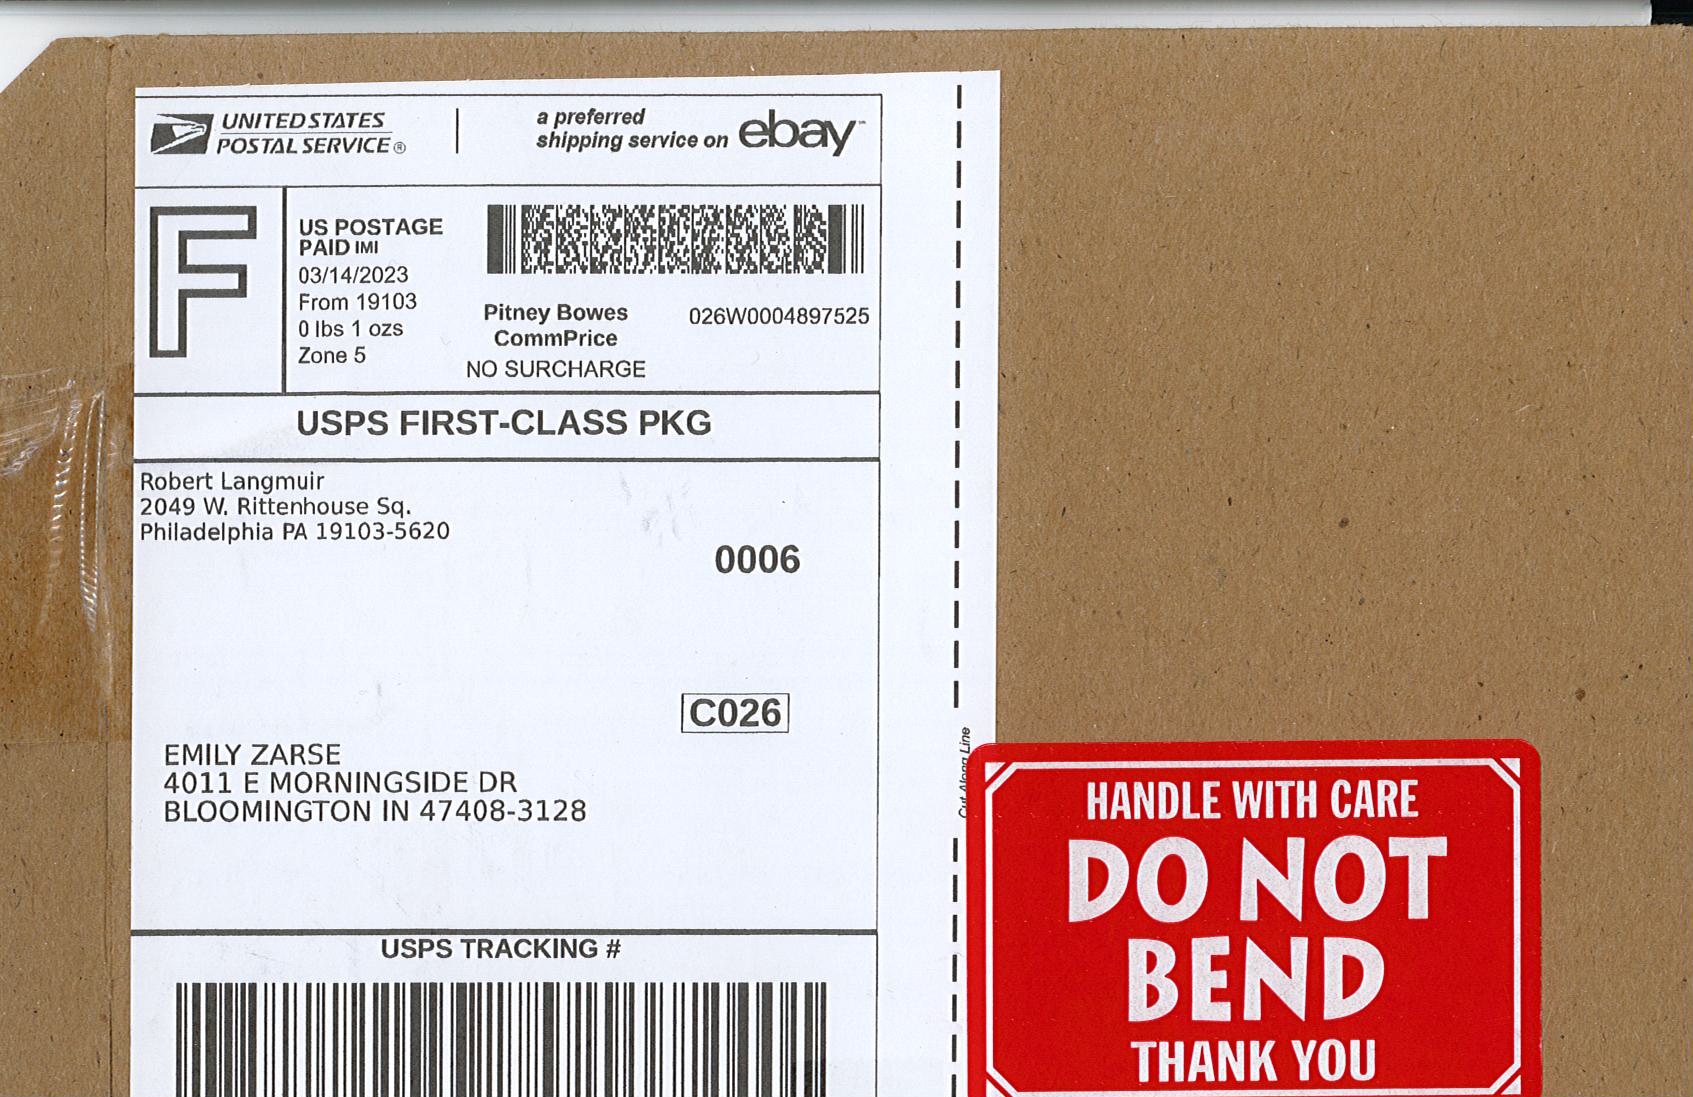 UNITED STATES
POSTAL SERVICE®
a preferred
shipping service on ebay™
F
US POSTAGE
PAID IMI
03/14/2023
From 19103
0 lbs 1 ozs
Zone 5
Pitney Bowes
CommPrice
NO SURCHARGE
026W0004897525
USPS FIRST-CLASS PKG
Robert Langmuir
2049 W. Rittenhouse Sq.
Philadelphia PA 19103-5620
0006
C026
EMILY ZARSE
4011 E MORNINGSIDE DR
BLOOMINGTON IN 47408-3128
USPS TRACKING #
Cut Along Line
HANDLE WITH CARE
DO NOT
BEND
THANK YOU